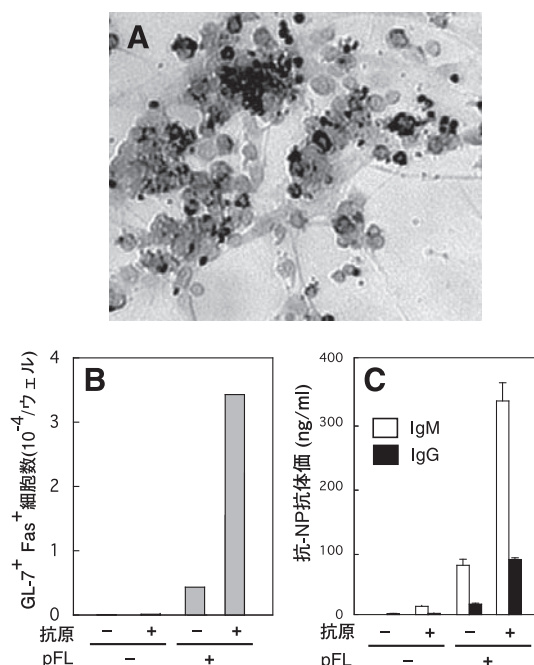 A
B
GL-7+ Fas+細胞数(10-4/ウェル)
4
3
2
1
0
抗原 − + − +
pFL − +
C
抗-NP抗体価 (ng/ml)
400
300
200
100
0
IgM
IgG
抗原 − + − +
pFL − +